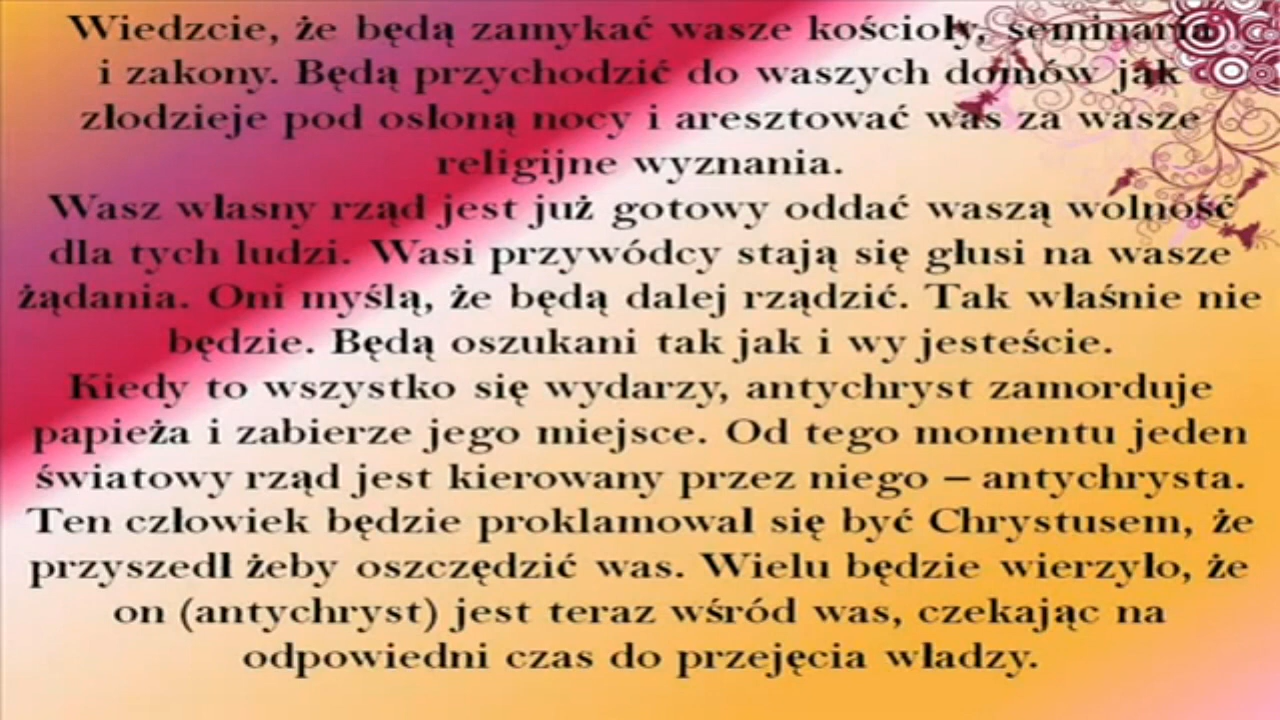 Wiedzcie, że będą zamykać wasze kościoły, seminaria
i zakony. Będą przychodzić do waszych domów jak
złodzieje pod osłoną nocy i aresztować was za wasze
religijne wyznania.
Wasz własny rząd jest już gotowy oddać waszą wolność
dla tych ludzi. Wasi przywódcy stają się głusi na wasze
żądania. Oni myślą, że będą dalej rządzić. Tak właśnie nie
będzie. Będą oszukani tak jak i wy jesteście.
Kiedy to wszystko się wydarzy, antychryst zamorduje
papieża i zabierze jego miejsce. Od tego momentu jeden
światowy rząd jest kierowany przez niego – antychrysta.
Ten człowiek będzie proklamował się być Chrystusem, że
przyszedł żeby oszczędzić was. Wielu będzie wierzyło, że
on (antychryst) jest teraz wśród was, czekając na
odpowiedni czas do przejęcia władzy.